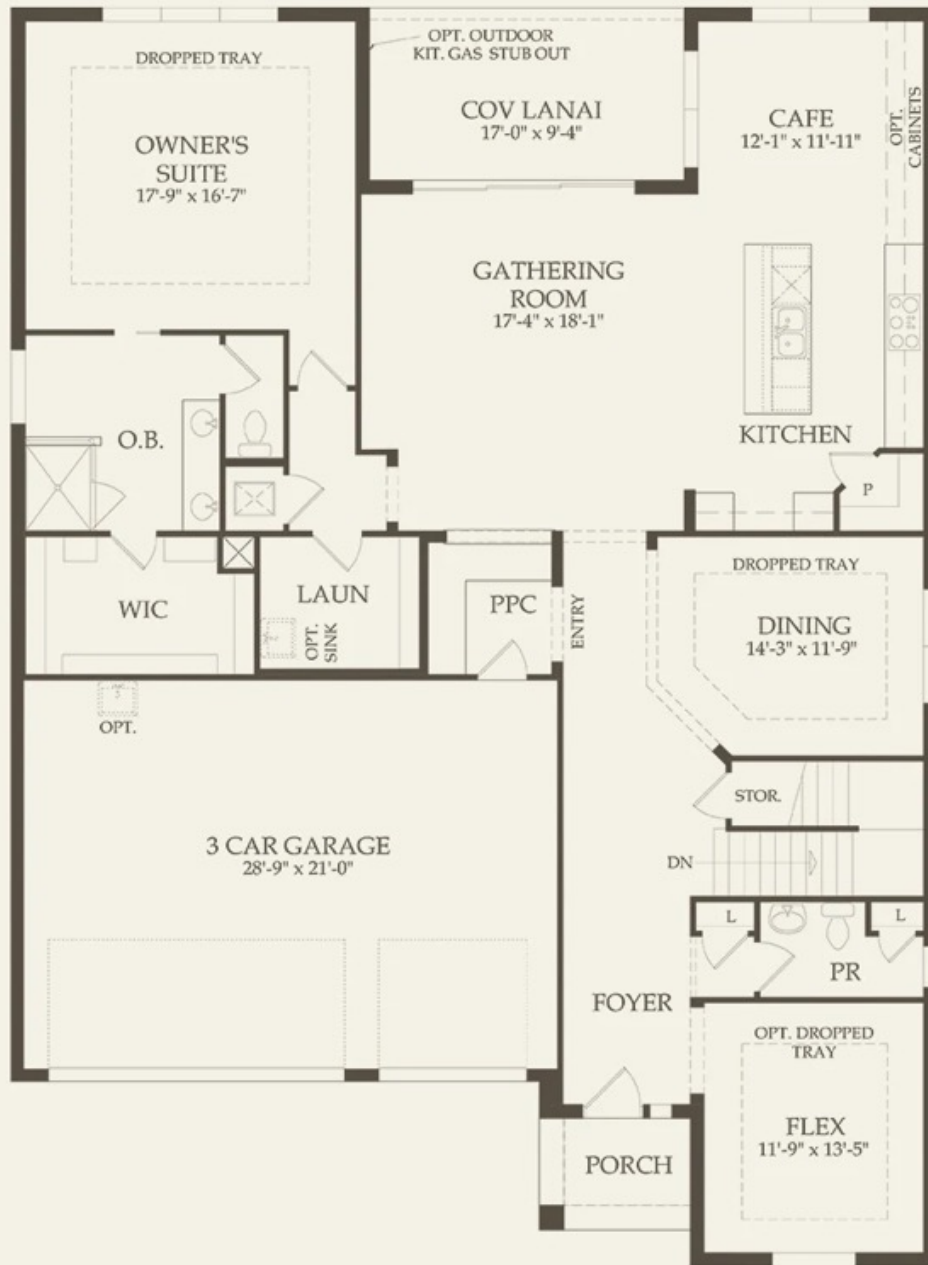 DROPPED TRAY
OWNER'S
SUITE
17'-9" x 16'-7"
OPT. OUTDOOR
KIT. GAS STUB OUT
COV LANAI
17'-0" x 9'-4"
CAFE
12'-1" x 11'-11"
OPT.
CABINETS
GATHERING
ROOM
17'-4" x 18'-1"
O.B.
KITCHEN
P
WIC
LAUN
OPT.
SINK
PPC
ENTRY
DROPPED TRAY
DINING
14'-3" x 11'-9"
OPT.
STOR.
3 CAR GARAGE
28'-9" x 21'-0"
DN
L
L
PR
FOYER
OPT. DROPPED
TRAY
FLEX
11'-9" x 13'-5"
PORCH